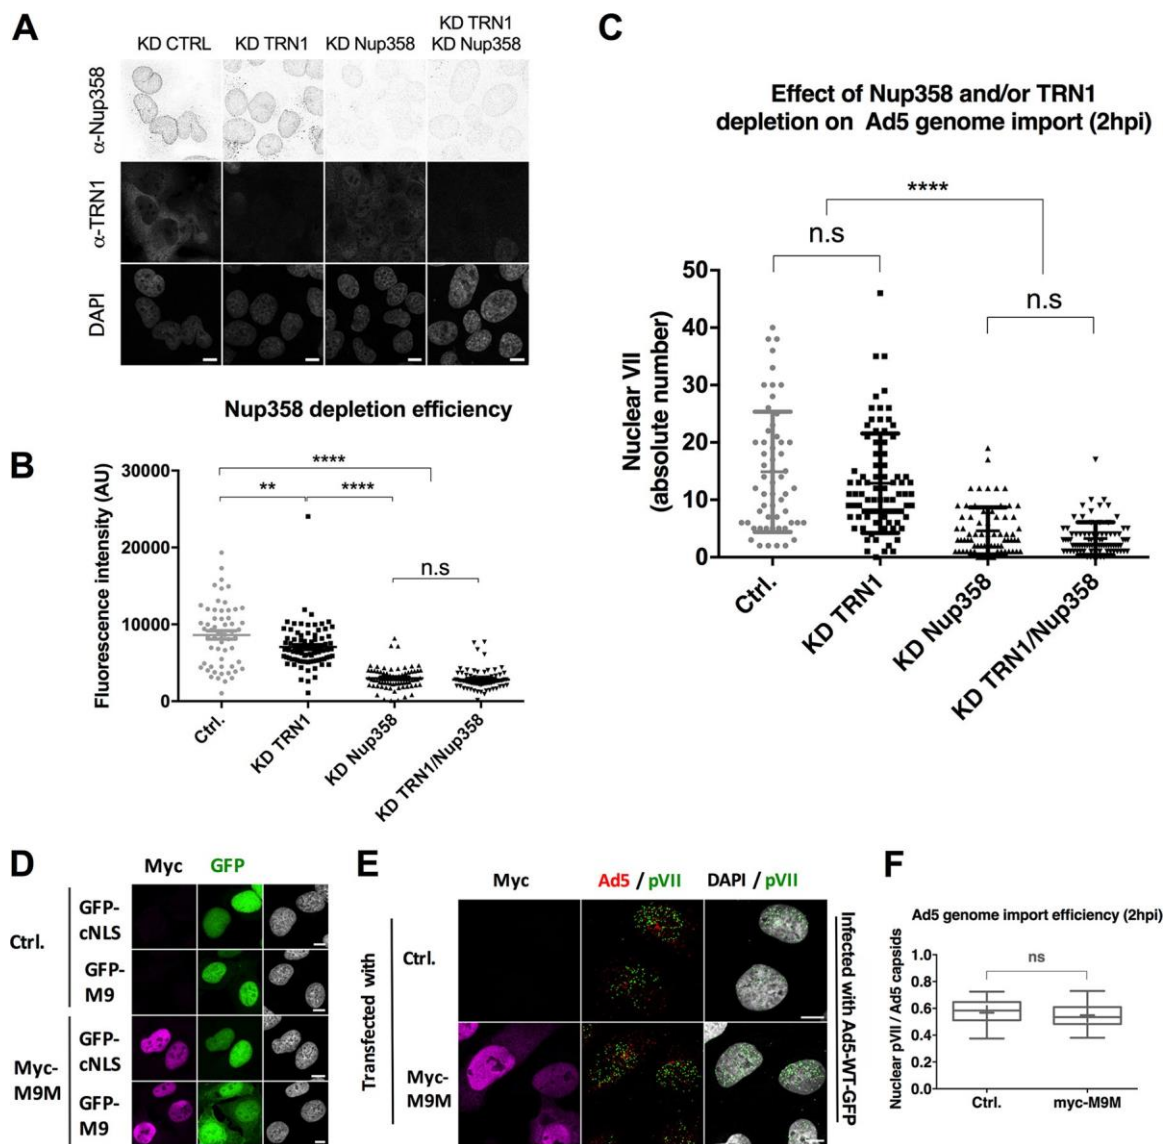 A
KD CTRL
KD TRN1
KD Nup358
KD TRN1
KD Nup358
α-Nup358
α-TRN1
DAPI
B
Nup358 depletion efficiency
Fluorescence intensity (AU)
30000
20000
10000
0
****
**
****
n.s
Ctrl.
KD TRN1
KD Nup358
KD TRN1/Nup358
C
Effect of Nup358 and/or TRN1
depletion on Ad5 genome import (2hpi)
****
n.s
n.s
Nuclear VII
(absolute number)
50
40
30
20
10
0
Ctrl.
KD TRN1
KD Nup358
KD TRN1/Nup358
D
Myc
GFP
Ctrl.
GFP-
cNLS
GFP-
M9
Myc-
M9M
GFP-
cNLS
GFP-
M9
E
Myc
Ad5 / pVII
DAPI / pVII
Transfected with
Ctrl.
Myc-
M9M
Infected with Ad5-WT-GFP
F
Ad5 genome import efficiency (2hpi)
ns
Nuclear pVII / Ad5 capsids
1.0
0.8
0.6
0.4
0.2
0.0
Ctrl.
myc-M9M